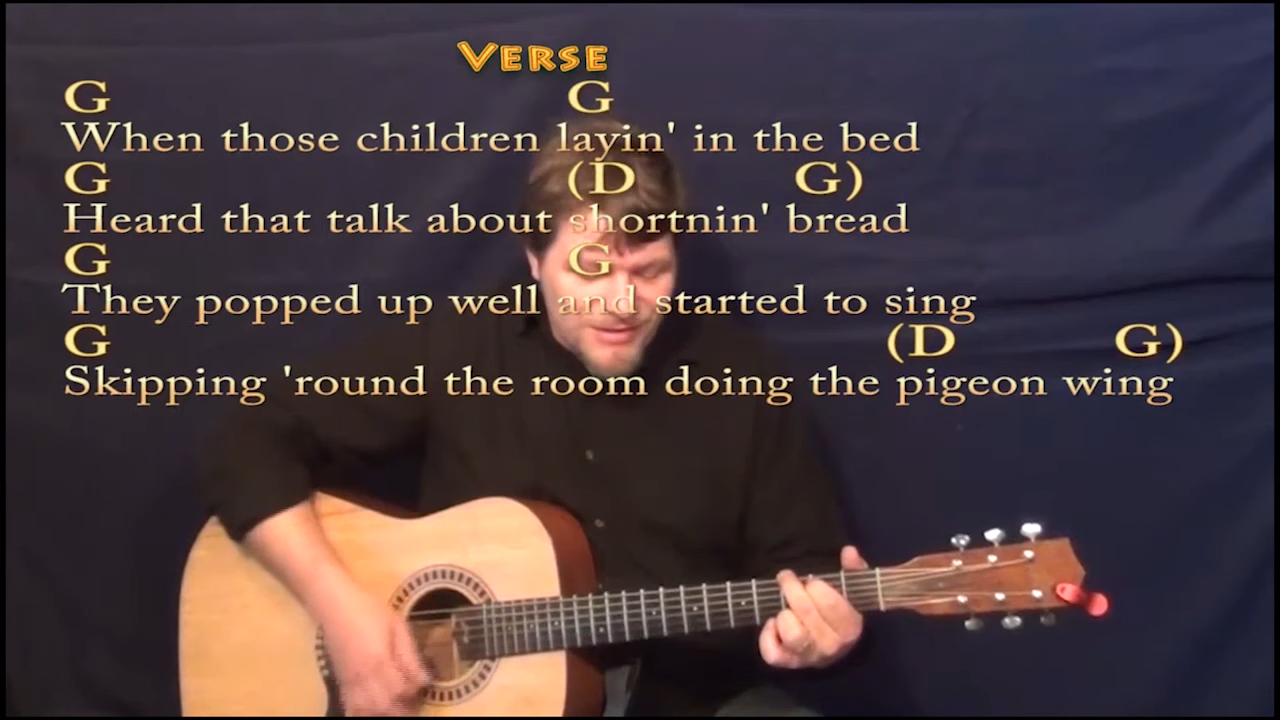 VERSE
G G
When those children layin' in the bed
G (D G)
Heard that talk about shortnin' bread
G G
They popped up well and started to sing
G (D G)
Skipping 'round the room doing the pigeon wing